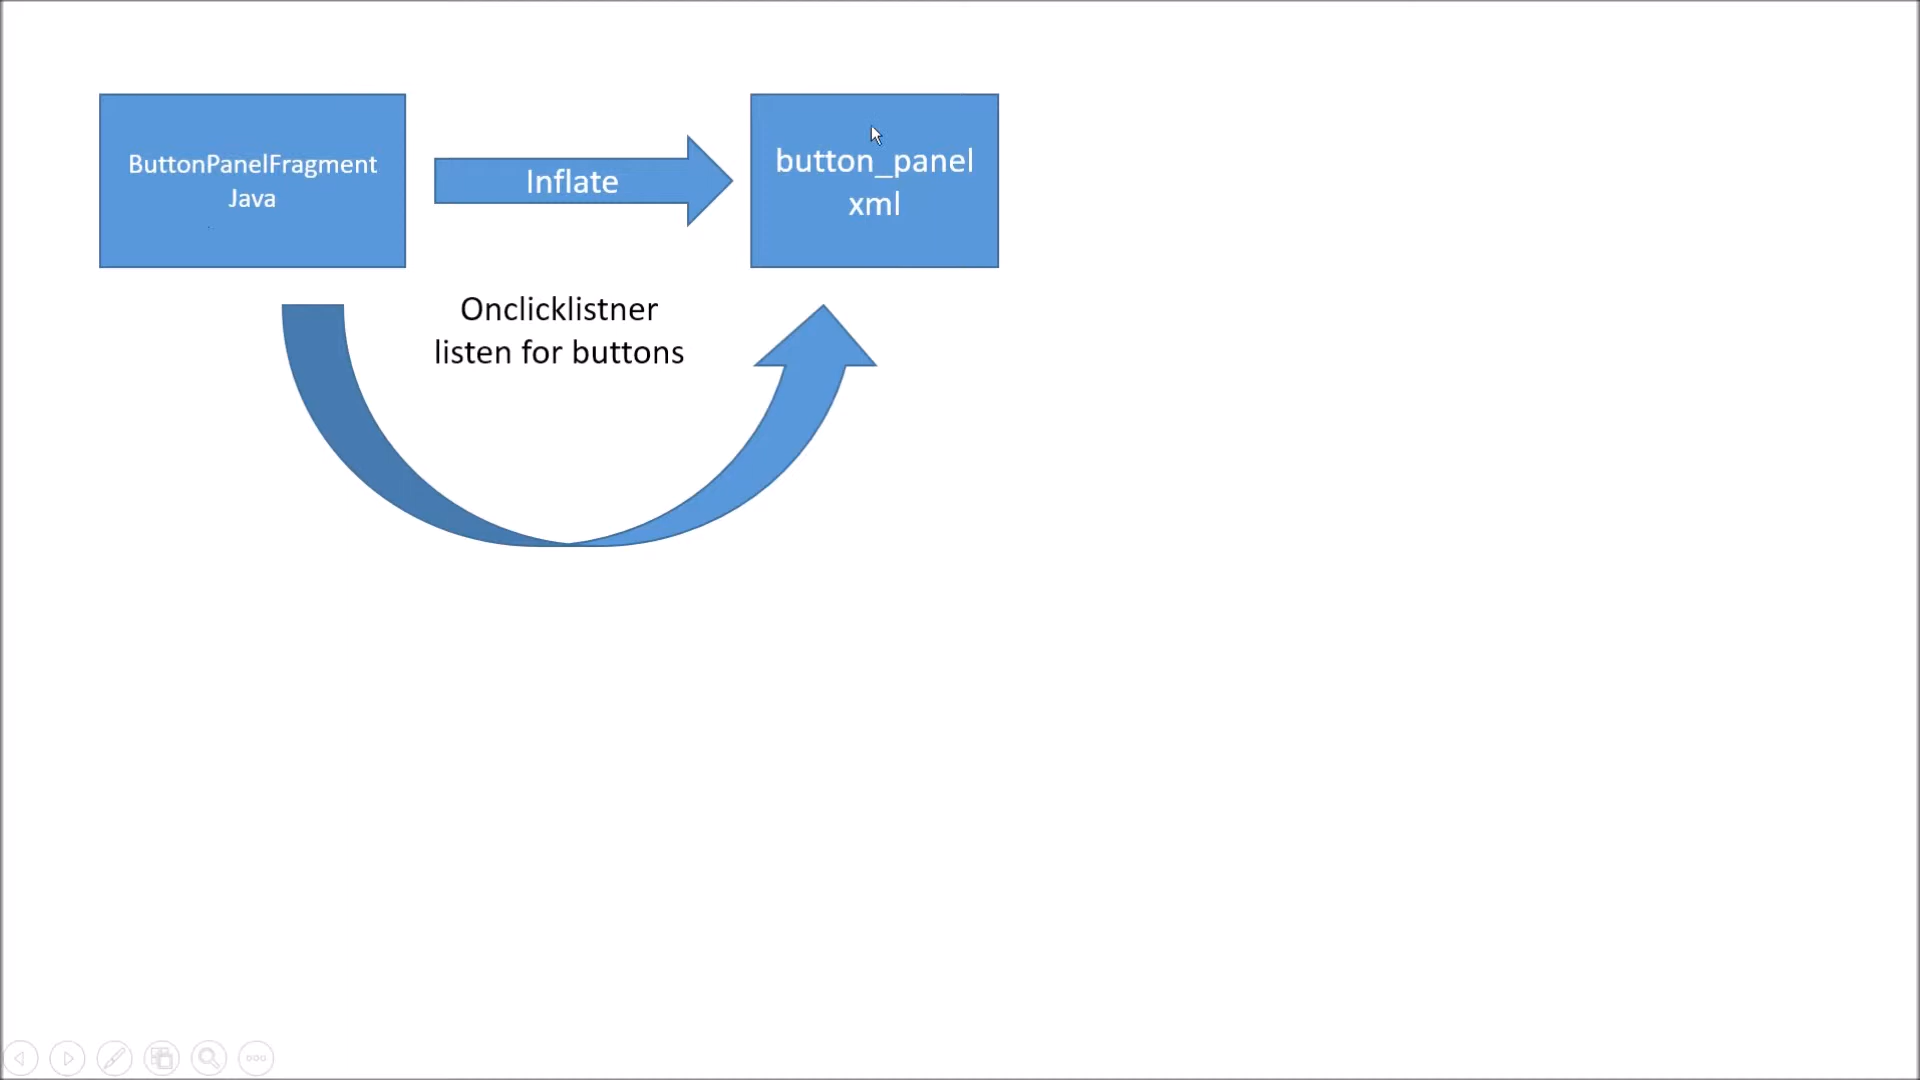 ButtonPanelFragment
Java
Inflate
button_panel
xml
Onclicklistner
listen for buttons